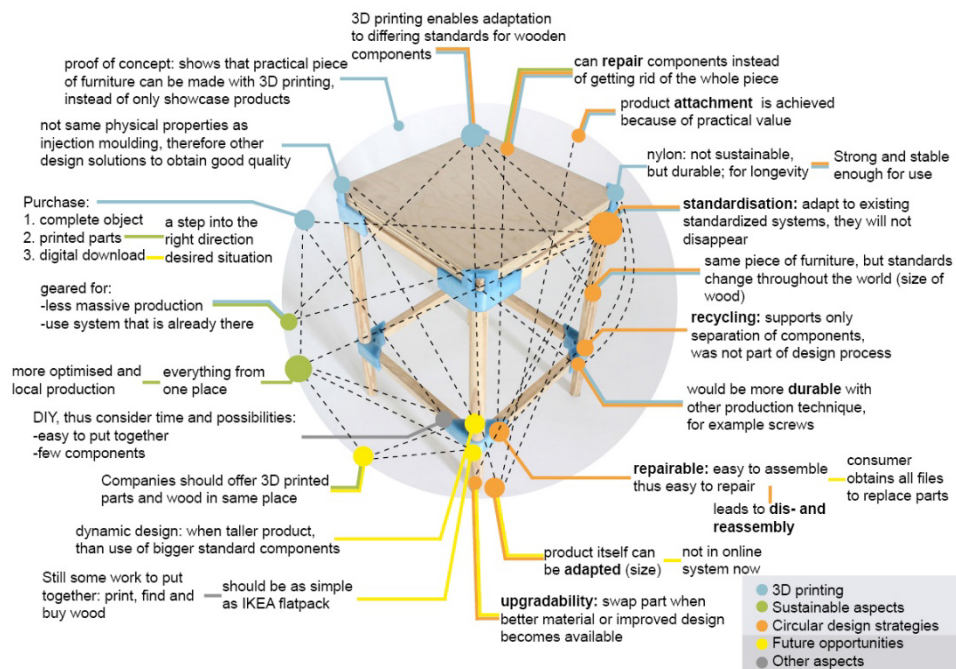 3D printing enables adaptation
to differing standards for wooden
components
proof of concept: shows that practical piece
of furniture can be made with 3D printing,
instead of only showcase products
can repair components instead
of getting rid of the whole piece
product attachment is achieved
because of practical value
not same physical properties as
injection moulding, therefore other
design solutions to obtain good quality
nylon: not sustainable,
but durable; for longevity
Strong and stable
enough for use
Purchase:
1. complete object
2. printed parts
3. digital download
a step into the
right direction
desired situation
standardisation: adapt to existing
standardized systems, they will not
disappear
same piece of furniture, but standards
change throughout the world (size of
wood)
geared for:
-less massive production
-use system that is already there
recycling: supports only
separation of components,
was not part of design process
more optimised and
local production
everything from
one place
would be more durable with
other production technique,
for example screws
DIY, thus consider time and possibilities:
-easy to put together
-few components
Companies should offer 3D printed
parts and wood in same place
repairable: easy to assemble
thus easy to repair
consumer
obtains all files
to replace parts
leads to dis- and
reassembly
dynamic design: when taller product,
than use of bigger standard components
product itself can
be adapted (size)
not in online
system now
Still some work to put
together: print, find and
buy wood
should be as simple
as IKEA flatpack
upgradability: swap part when
better material or improved design
becomes available
3D printing
Sustainable aspects
Circular design strategies
Future opportunities
Other aspects